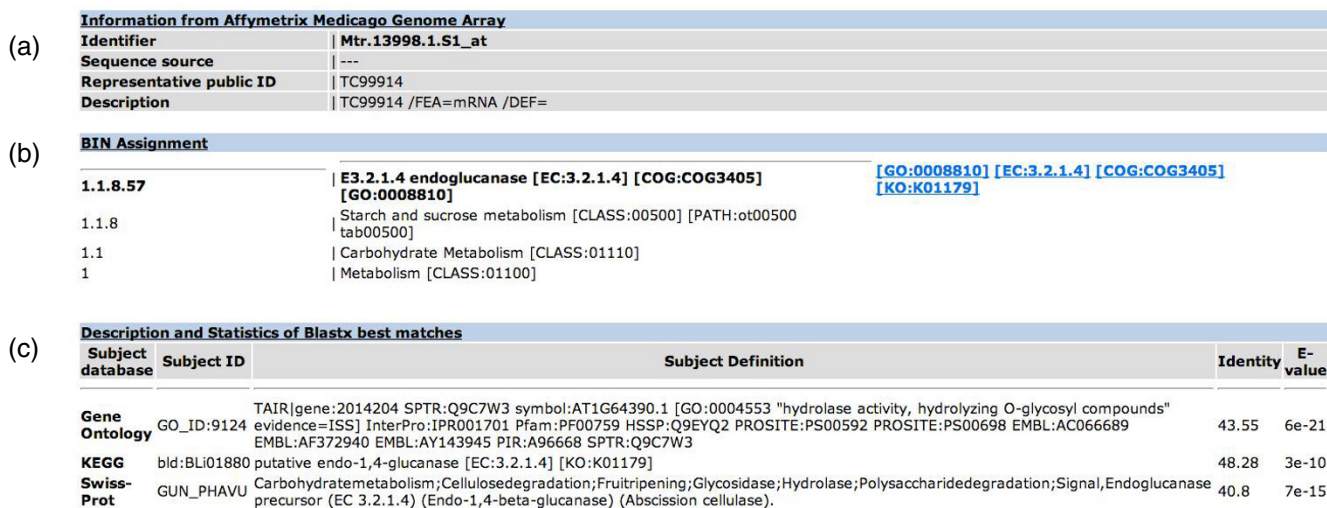 (a)
Information from Affymetrix Medicago Genome Array
Identifier | Mtr.13998.1.S1_at
Sequence source | ---
Representative public ID | TC99914
Description | TC99914 /FEA=mRNA /DEF=
(b)
BIN Assignment
1.1.8.57 | E3.2.1.4 endoglucanase [EC:3.2.1.4] [COG:COG3405]
[GO:0008810]
[GO:0008810] [EC:3.2.1.4] [COG:COG3405]
[KO:K01179]
1.1.8 | Starch and sucrose metabolism [CLASS:00500] [PATH:ot00500
tab00500]
1.1 | Carbohydrate Metabolism [CLASS:01110]
1 | Metabolism [CLASS:01100]
(c)
Description and Statistics of Blastx best matches
Subject database Subject ID Subject Definition Identity E-value
Gene Ontology GO_ID:9124 TAIR|gene:2014204 SPTR:Q9C7W3 symbol:AT1G64390.1 [GO:0004553 "hydrolase activity, hydrolyzing O-glycosyl compounds"
evidence=ISS] InterPro:IPR001701 Pfam:PF00759 HSSP:Q9EYQ2 PROSITE:PS00592 PROSITE:PS00698 EMBL:AC066689
EMBL:AF372940 EMBL:AY143945 PIR:A96668 SPTR:Q9C7W3 43.55 6e-21
KEGG bld:BLi01880 putative endo-1,4-glucanase [EC:3.2.1.4] [KO:K01179] 48.28 3e-10
Swiss-Prot GUN_PHAVU Carbohydratemetabolism;Cellulosedegradation;Fruitripening;Glycosidase;Hydrolase;Polysaccharidedegradation;Signal,Endoglucanase
precursor (EC 3.2.1.4) (Endo-1,4-beta-glucanase) (Abscission cellulase). 40.8 7e-15